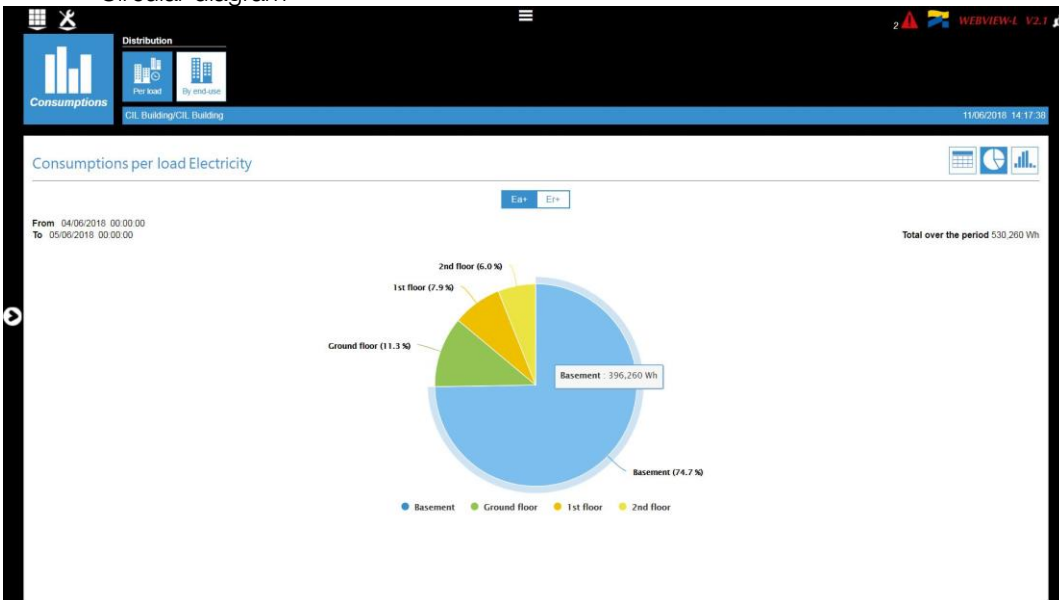 Circular diagram
2 WEBVIEW-L V2.1
Distribution
Per load By end-use
Consumptions
CIL Building/CIL Building 11/06/2018 14:17:38
Consumptions per load Electricity
Ea+ Er+
From 04/06/2018 00:00:00
To 05/06/2018 00:00:00
Total over the period 530,260 Wh
2nd floor (6.0 %)
1st floor (7.9 %)
Ground floor (11.3 %)
Basement : 396,260 Wh
Basement (74.7 %)
Basement Ground floor 1st floor 2nd floor